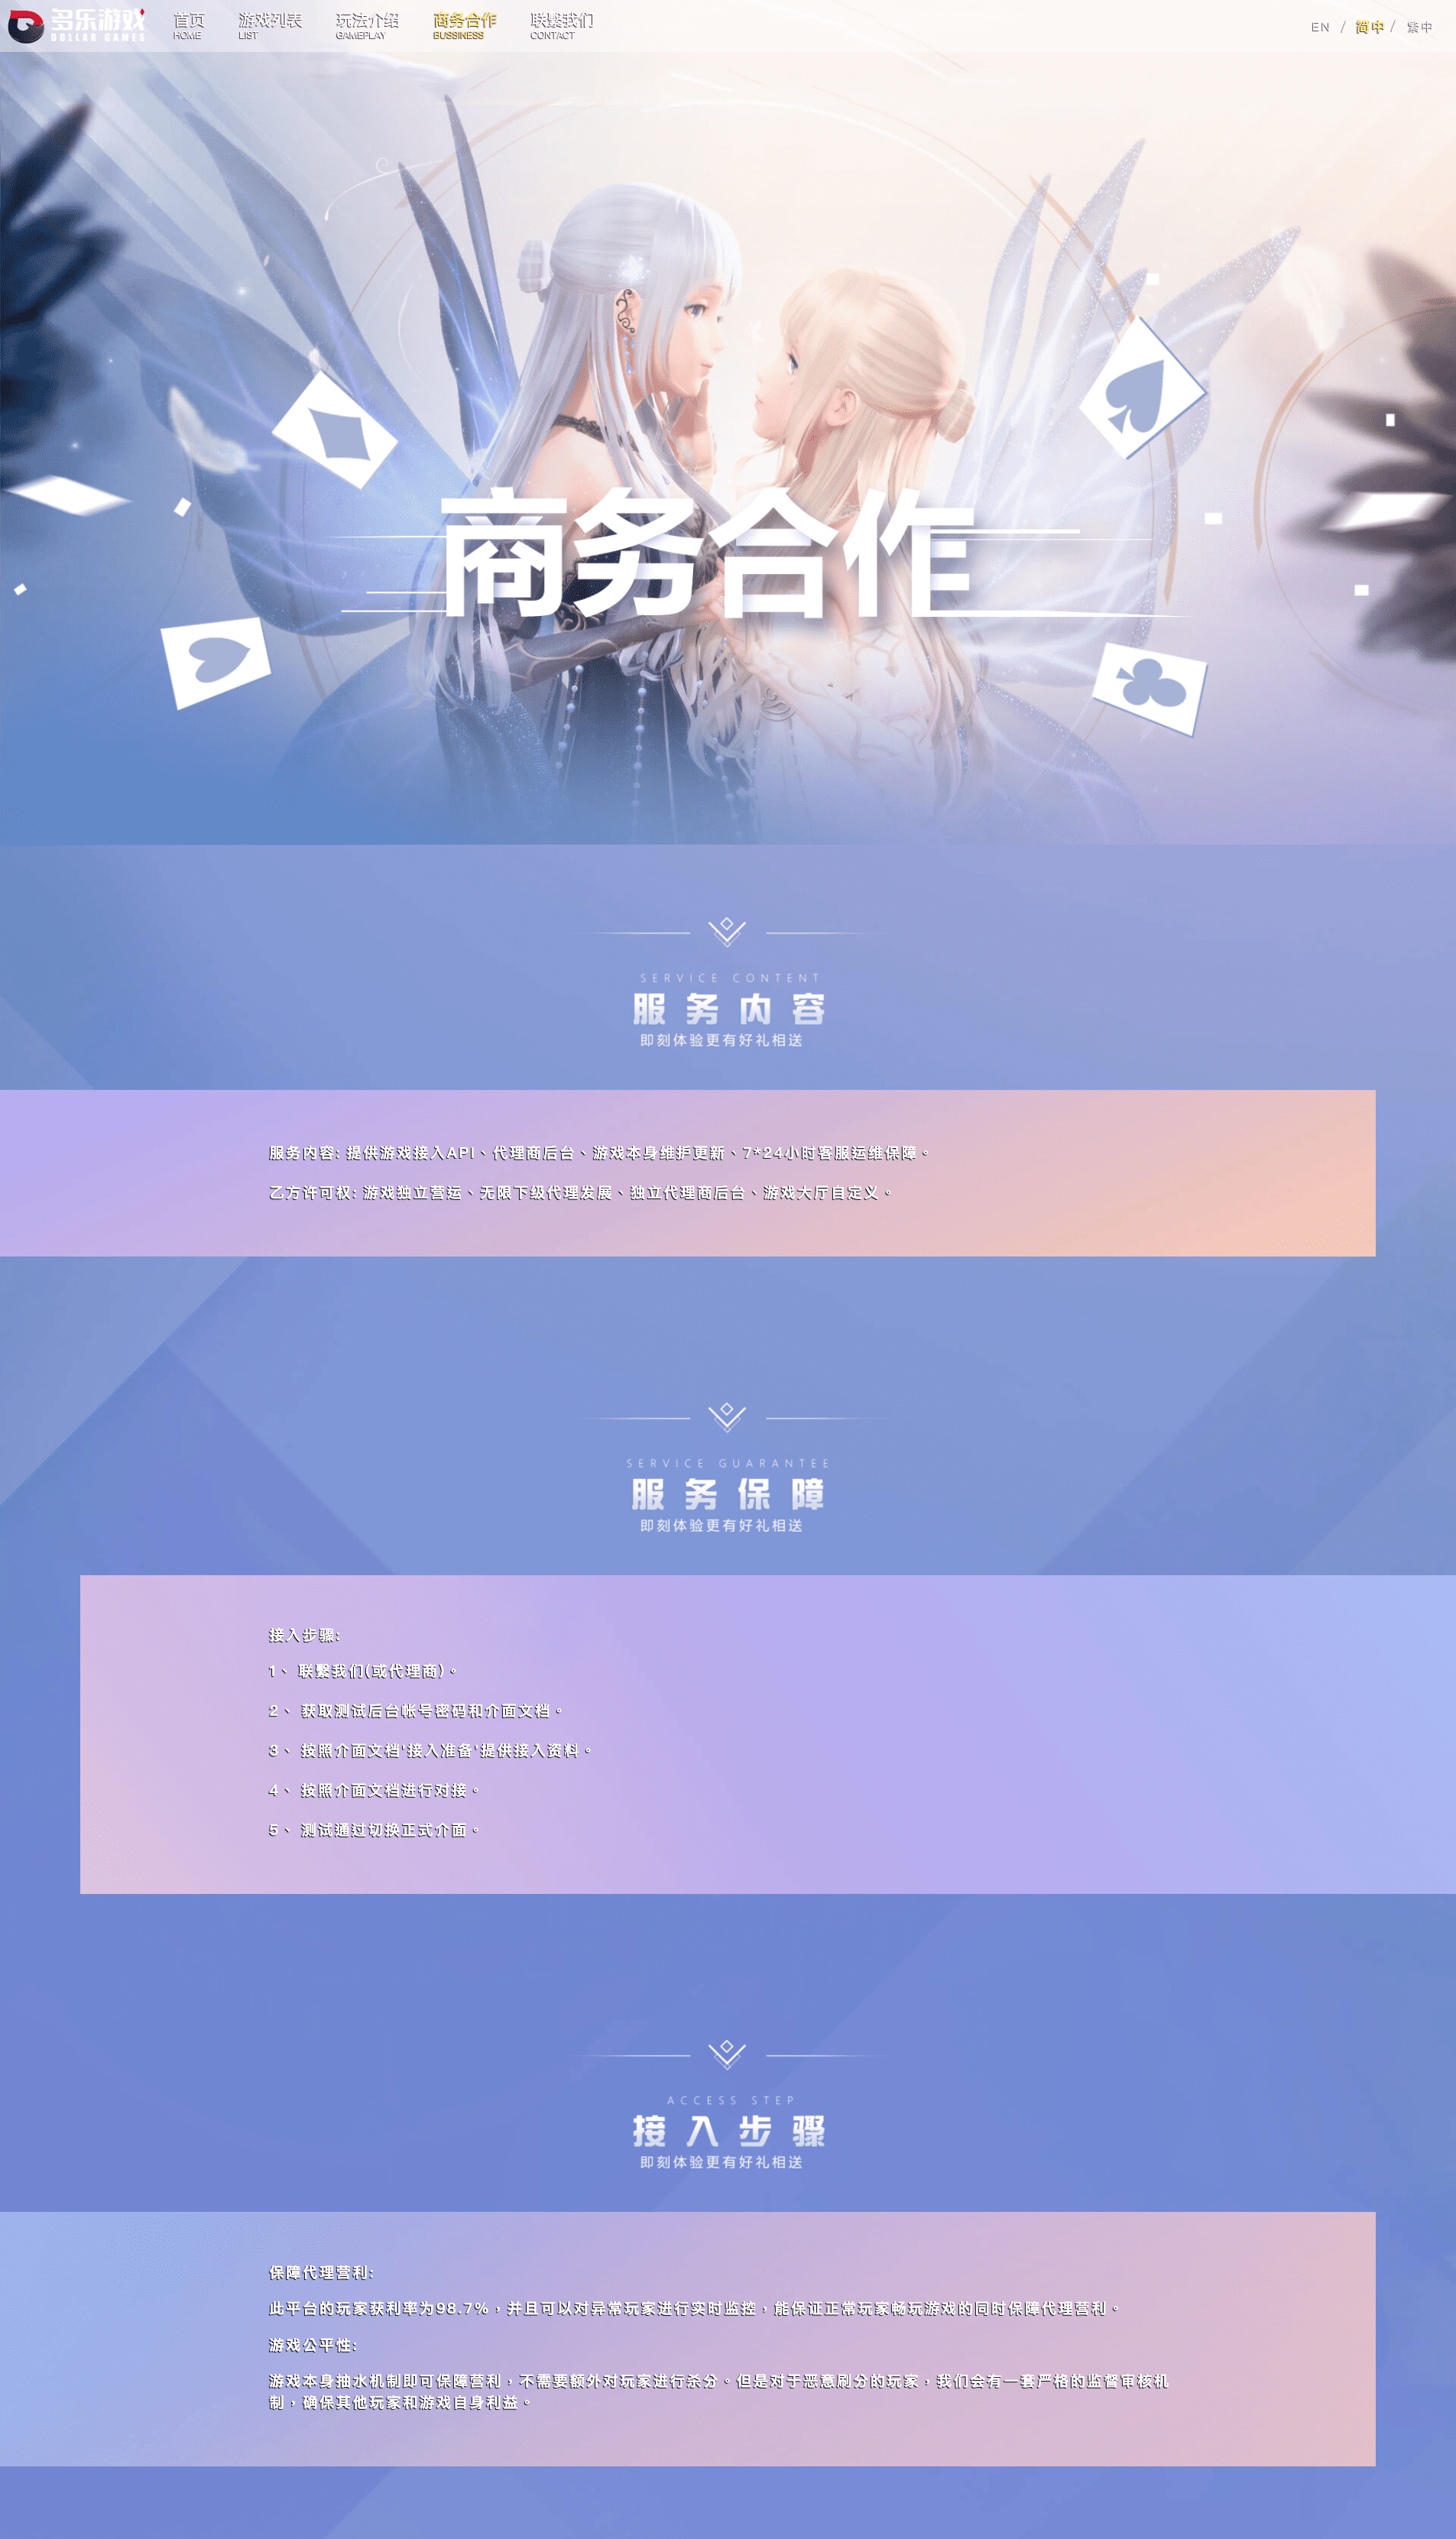 多乐游戏
DOLLAR GAMES
首页
HOME
游戏列表
LIST
玩法介绍
GAMEPLAY
商务合作
BUSSINESS
联繫我们
CONTACT
EN / 简中 / 繁中
商务合作
SERVICE CONTENT
服务内容
即刻体验更有好礼相送
服务内容: 提供游戏接入API、代理商后台、游戏本身维护更新、7*24小时客服运维保障。
乙方许可权: 游戏独立营运、无限下级代理发展、独立代理商后台、游戏大厅自定义。
SERVICE GUARANTEE
服务保障
即刻体验更有好礼相送
接入步骤:
1、 联繫我们(或代理商)。
2、 获取测试后台帐号密码和介面文档。
3、 按照介面文档'接入准备'提供接入资料。
4、 按照介面文档进行对接。
5、 测试通过切换正式介面。
ACCESS STEP
接入步骤
即刻体验更有好礼相送
保障代理营利:
此平台的玩家获利率为98.7%，并且可以对异常玩家进行实时监控，能保证正常玩家畅玩游戏的同时保障代理营利。
游戏公平性:
游戏本身抽水机制即可保障营利，不需要额外对玩家进行杀分。但是对于恶意刷分的玩家，我们会有一套严格的监督审核机
制，确保其他玩家和游戏自身利益。